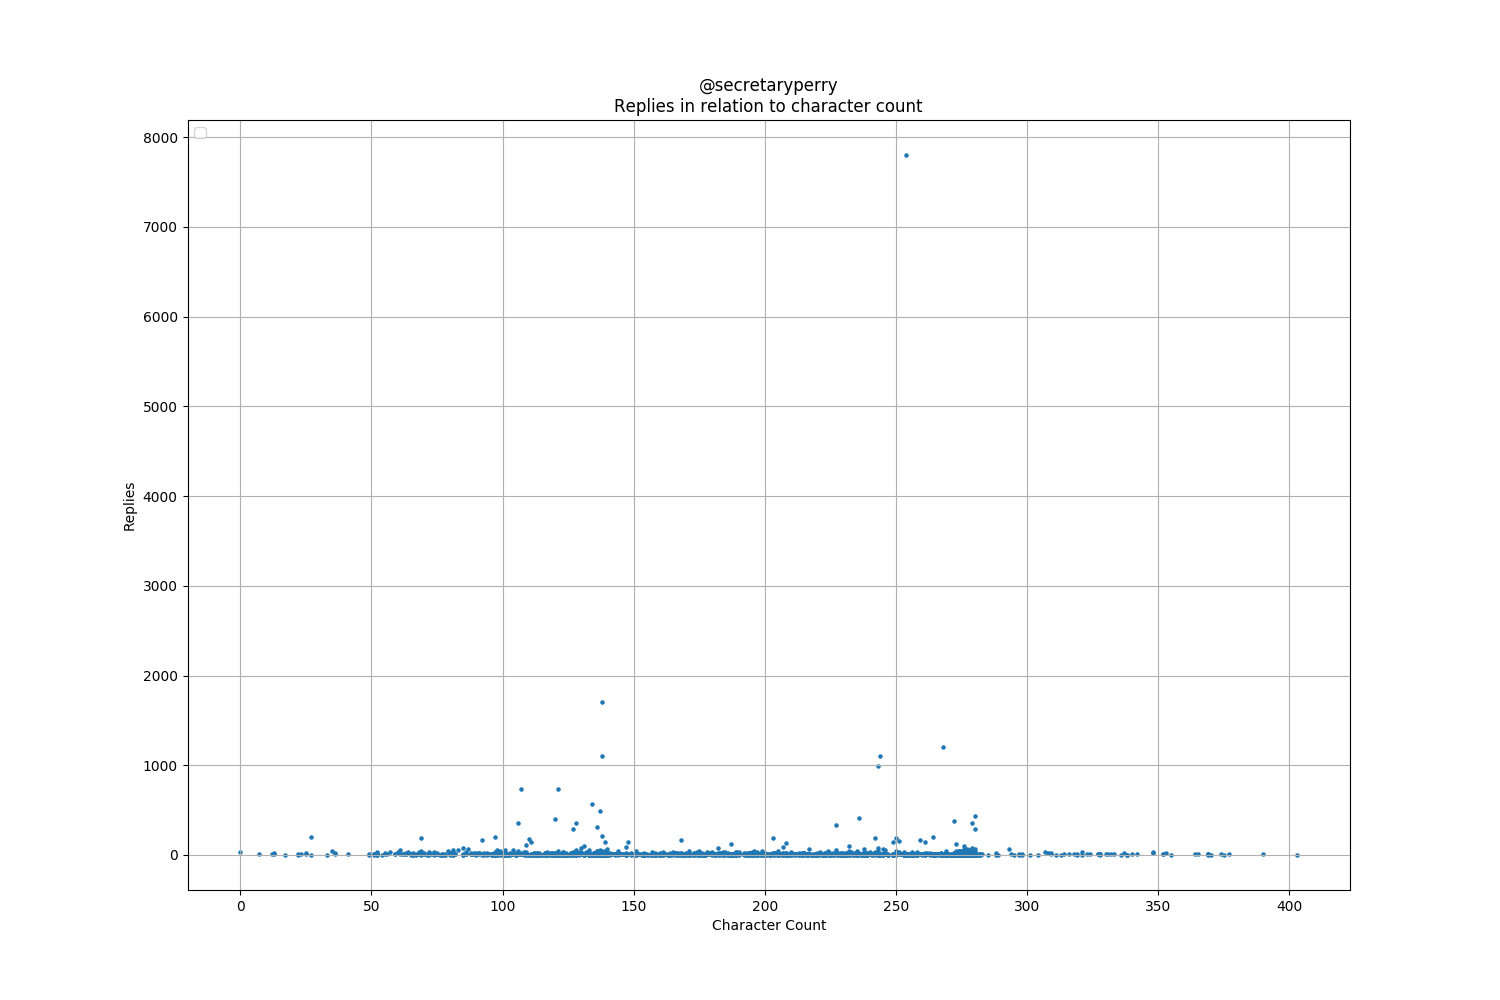 @secretaryperry
Replies in relation to character count
8000
7000
6000
5000
4000
3000
2000
1000
0
Replies
0 50 100 150 200 250 300 350 400
Character Count